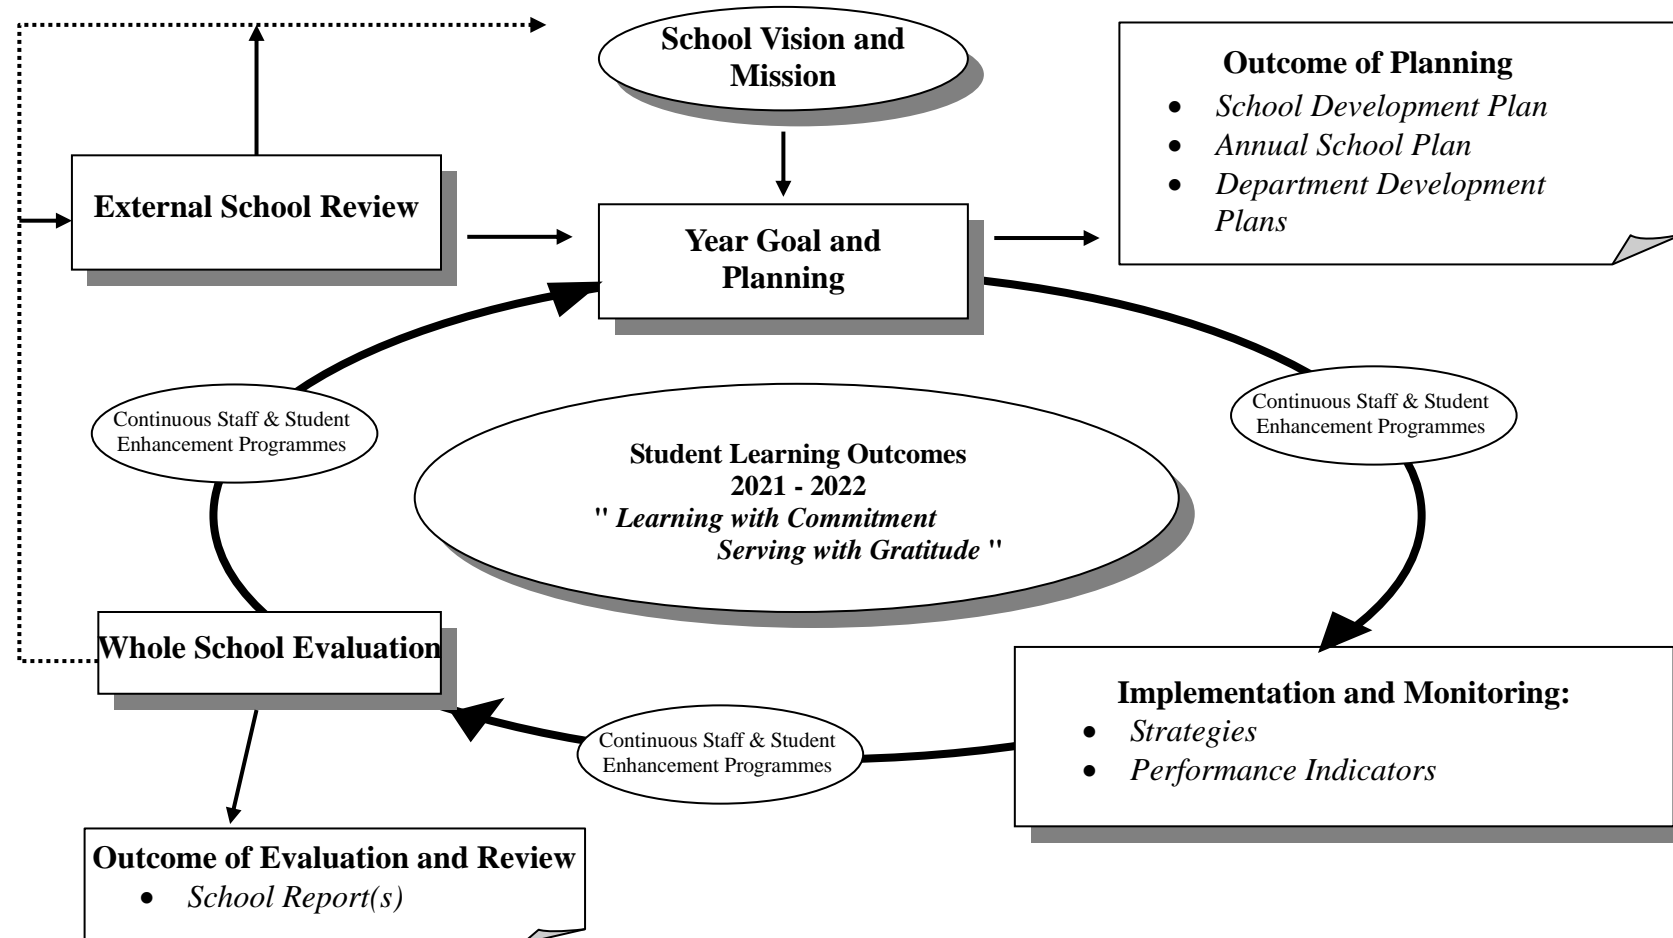 School Vision and
Mission
Outcome of Planning
• School Development Plan
• Annual School Plan
• Department Development
Plans
External School Review
Year Goal and
Planning
Continuous Staff & Student
Enhancement Programmes
Continuous Staff & Student
Enhancement Programmes
Student Learning Outcomes
2021 - 2022
" Learning with Commitment
Serving with Gratitude "
Whole School Evaluation
Implementation and Monitoring:
• Strategies
• Performance Indicators
Continuous Staff & Student
Enhancement Programmes
Outcome of Evaluation and Review
• School Report(s)